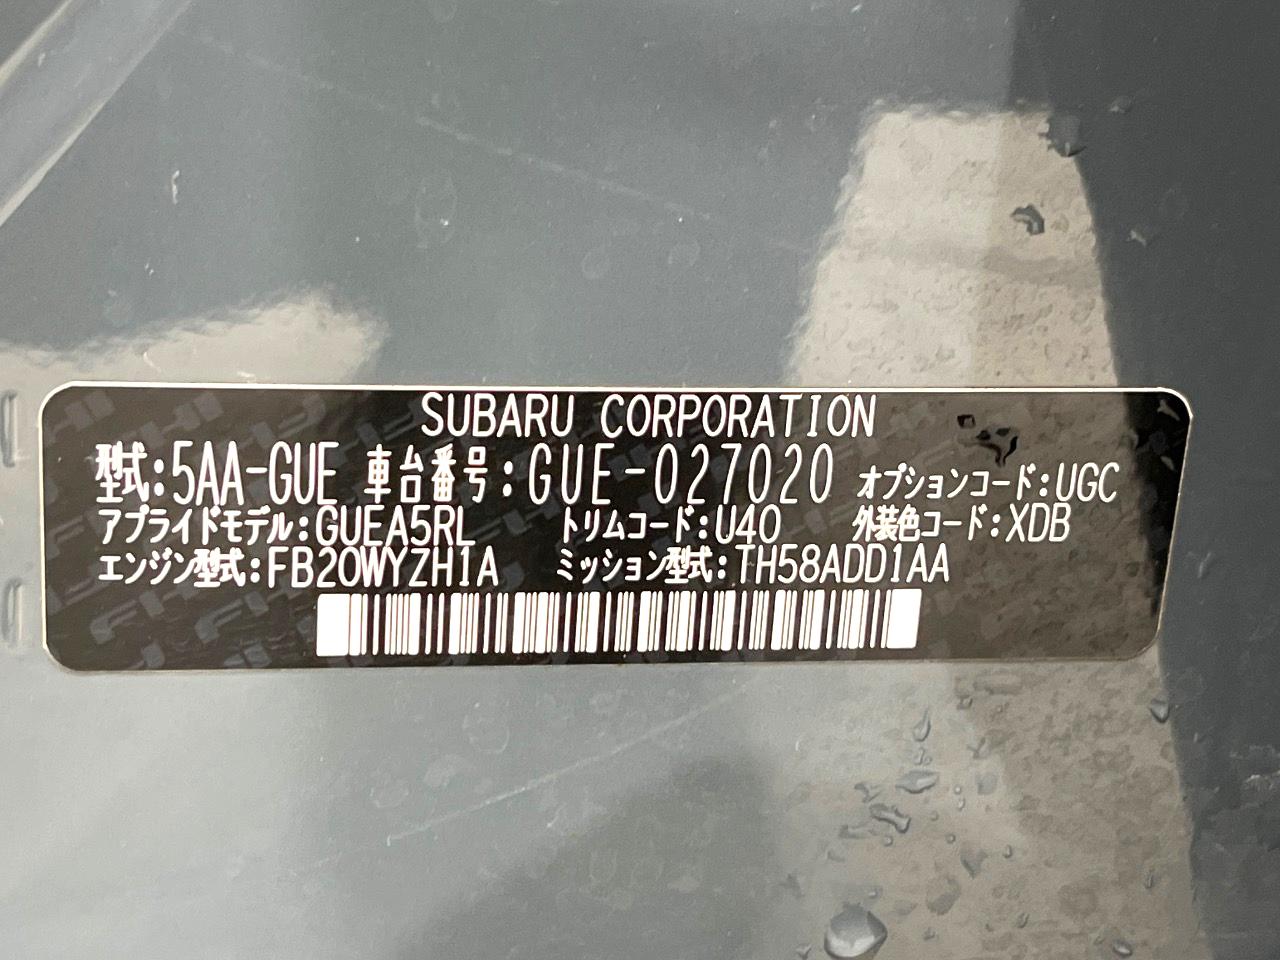 SUBARU CORPORATION
型式:5AA-GUE 車台番号:GUE-027020 オプションコード:UGC
アプライドモデル:GUEA5RL トリムコード:U40 外装色コード:XDB
エンジン型式:FB20WYZH1A ミッション型式:TH58ADD1AA